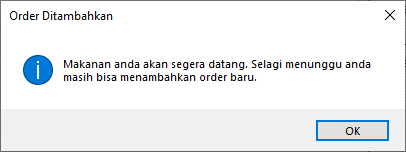 Order Ditambahkan
Makanan anda akan segera datang. Selagi menunggu anda
masih bisa menambahkan order baru.
OK